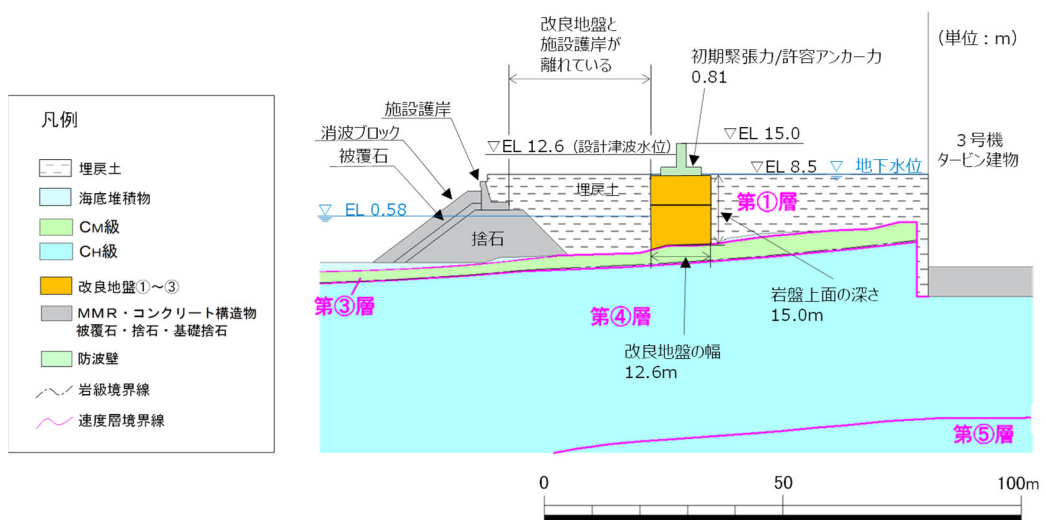 改良地盤と
施設護岸が
離れている
(単位:m)
初期緊張力/許容アンカー力
0.81
施設護岸
消波ブロック
被覆石
▽EL 12.6 (設計津波水位)
▽EL 15.0
3号機
タービン建物
▽EL 8.5 ▽ 地下水位
埋戻土
第①層
▽ EL 0.58
捨石
第③層
第④層
岩盤上面の深さ
15.0m
改良地盤の幅
12.6m
第⑤層
0 50 100m
凡例
埋戻土
海底堆積物
CM級
CH級
改良地盤①~③
MMR・コンクリート構造物
被覆石・捨石・基礎捨石
防波壁
岩級境界線
速度層境界線